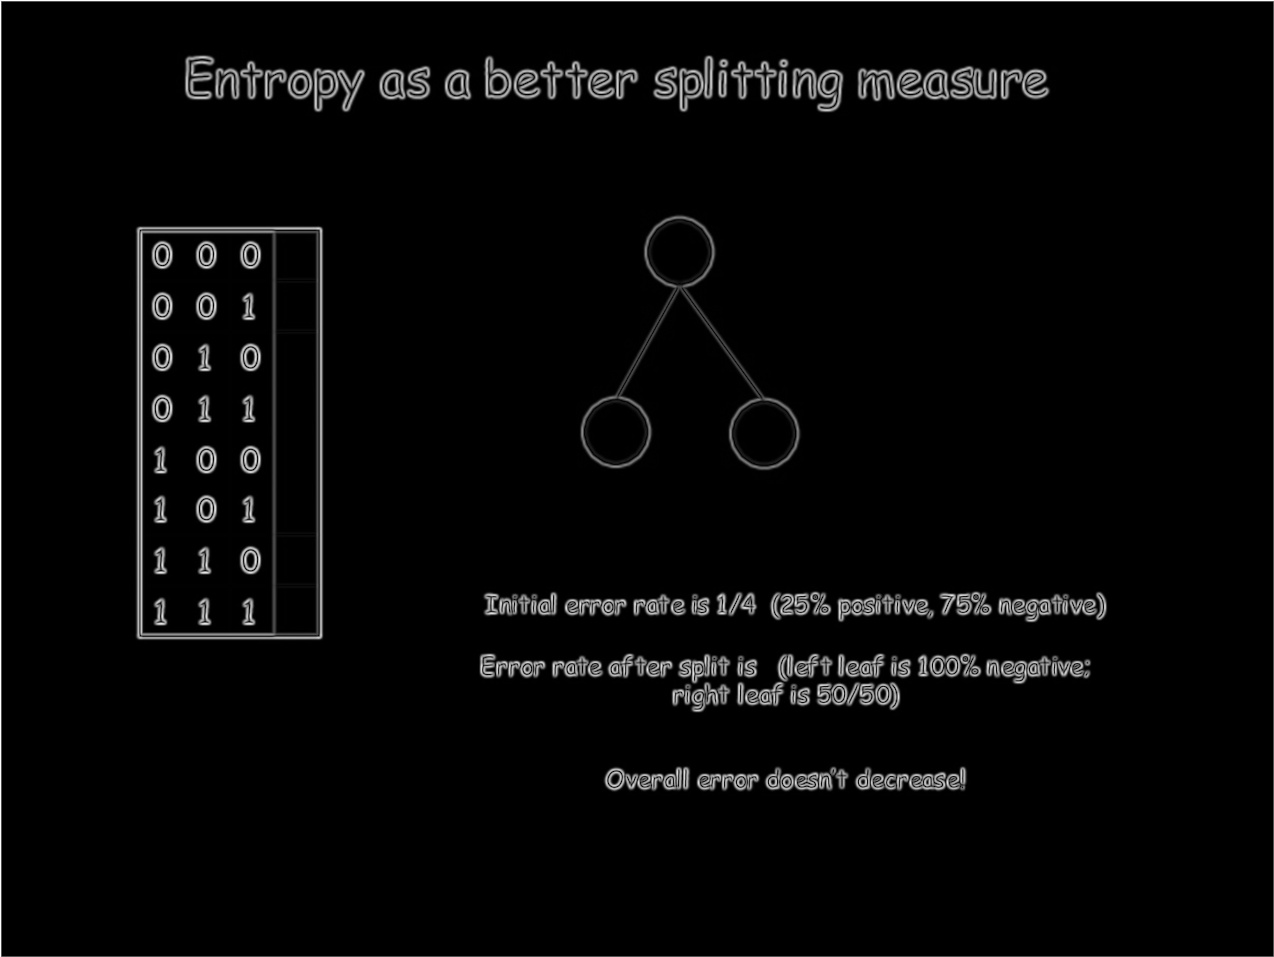 Entropy as a better splitting measure
0 0 0
0 0 1
0 1 0
0 1 1
1 0 0
1 0 1
1 1 0
1 1 1
Initial error rate is 1/4 (25% positive, 75% negative)
Error rate after split is (left leaf is 100% negative;
right leaf is 50/50)
Overall error doesn't decrease!